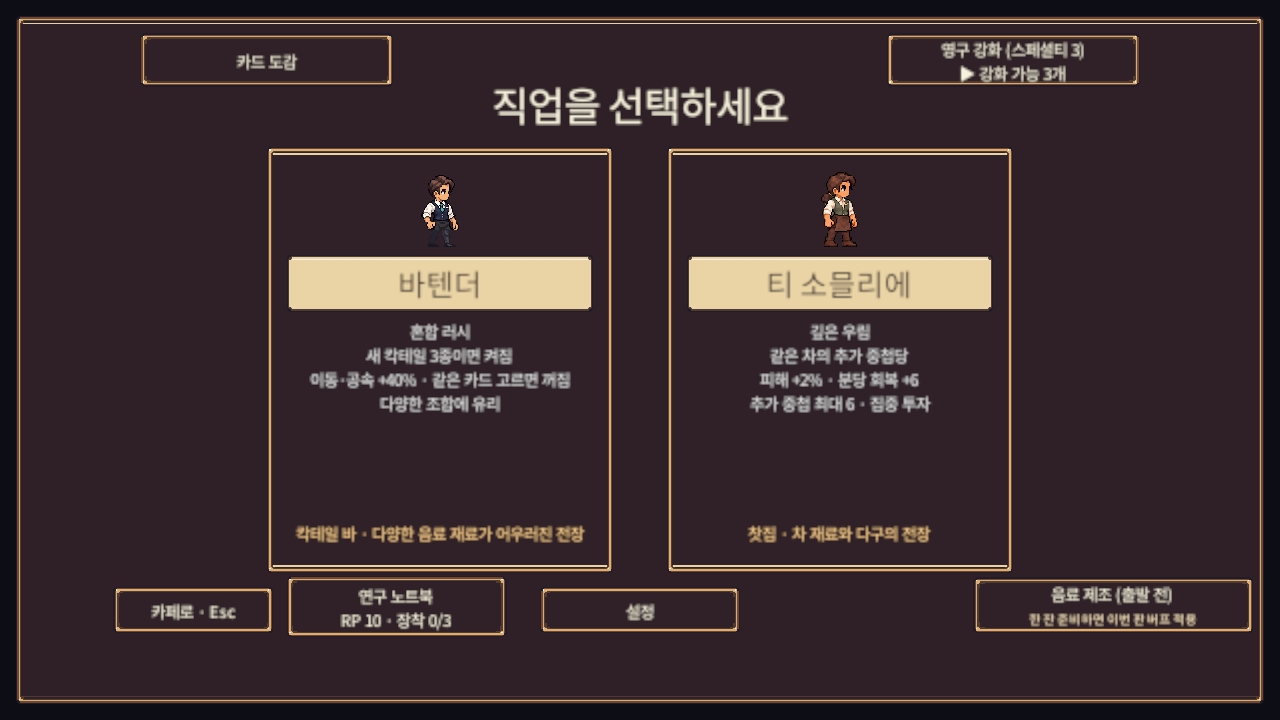 카드 도감
영구 강화 (스페셜티 3)
▶ 강화 가능 3개
직업을 선택하세요
바텐더
혼합 러시
새 칵테일 3종이면 켜짐
이동·공속 +40% · 같은 카드 고르면 꺼짐
다양한 조합에 유리
칵테일 바 · 다양한 음료 재료가 어우러진 전장
티 소믈리에
깊은 우림
같은 차의 추가 중첩당
피해 +2% · 분당 회복 +6
추가 중첩 최대 6 · 집중 투자
찻집 · 차 재료와 다구의 전장
카페로 · Esc
연구 노트북
RP 10 · 장착 0/3
설정
음료 제조 (출발 전)
한 잔 준비하면 이번 판 버프 적용